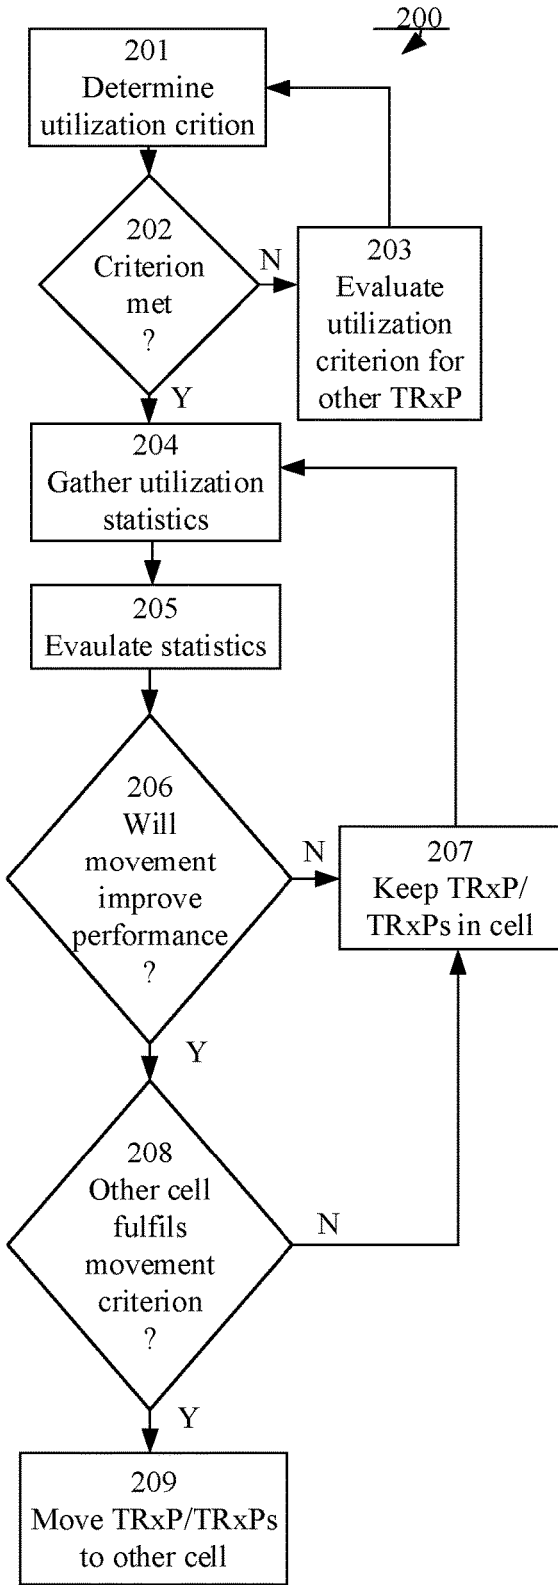 200
201
Determine
utilization crition
202
Criterion
met
?
N
203
Evaluate
utilization
criterion for
other TRxP
Y
204
Gather utilization
statistics
205
Evaulate statistics
206
Will
movement
improve
performance
?
N
207
Keep TRxP/
TRxPs in cell
Y
208
Other cell
fulfils
movement
criterion
?
N
Y
209
Move TRxP/TRxPs
to other cell